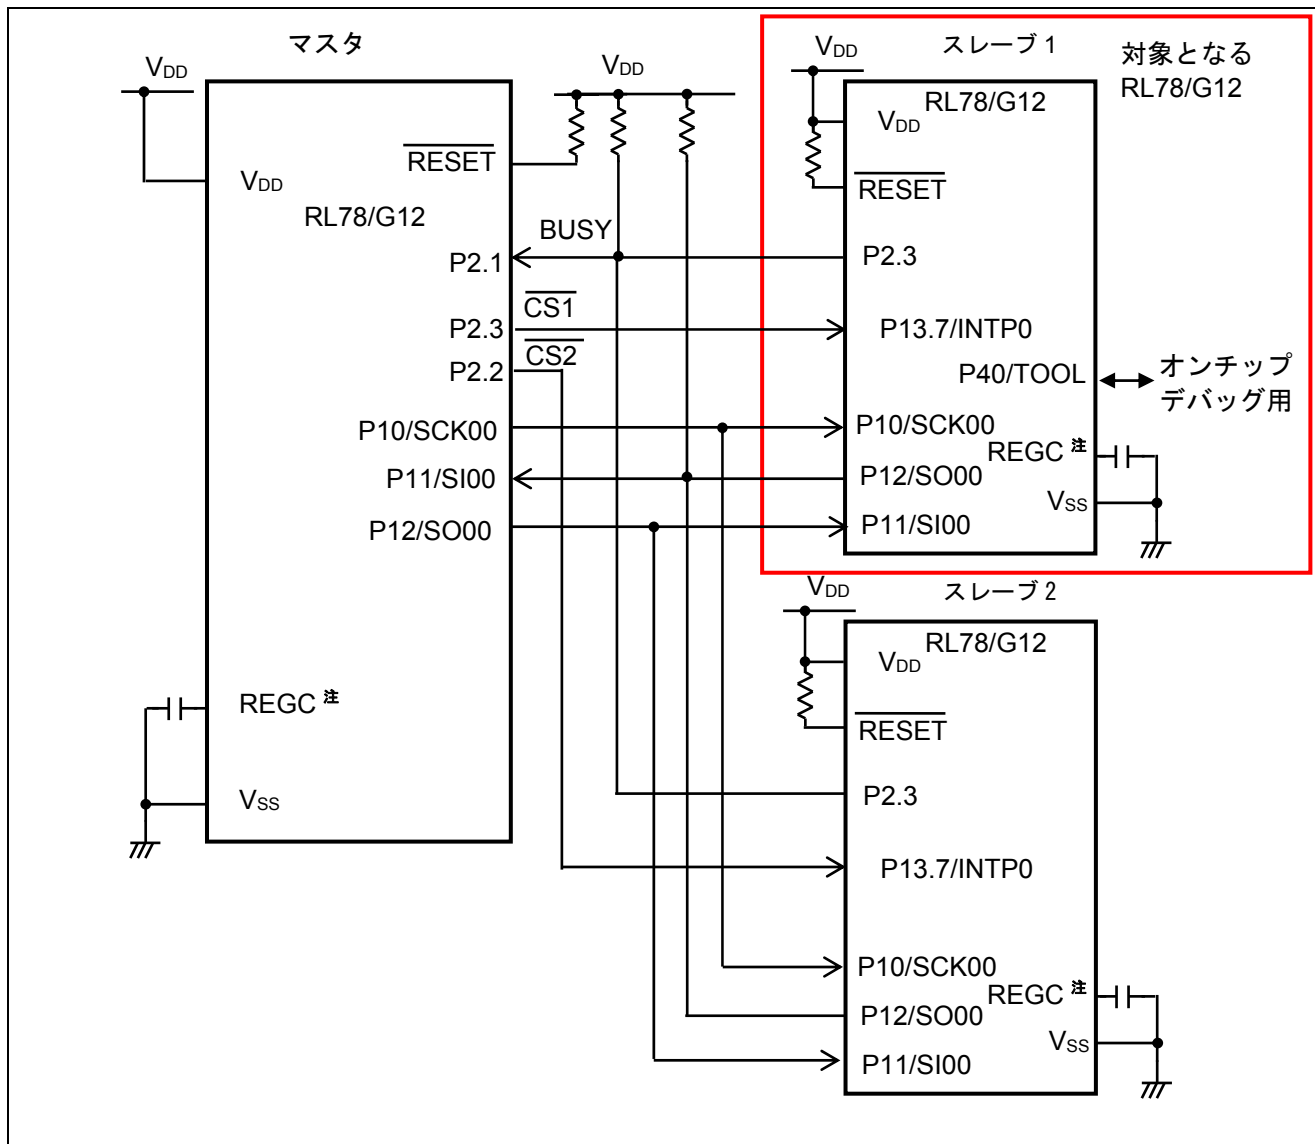 マスタ
VDD
VDD
RESET
VDD
RL78/G12
BUSY
P2.1
CS1
P2.3
CS2
P2.2
P10/SCK00
P11/SI00
P12/SO00
REGC 注
VSS
VDD
スレーブ 1
対象となる
RL78/G12
RL78/G12
VDD
RESET
P2.3
P13.7/INTP0
P40/TOOL
オンチップ
デバッグ用
P10/SCK00
REGC 注
P12/SO00
VSS
P11/SI00
VDD
スレーブ 2
RL78/G12
VDD
RESET
P2.3
P13.7/INTP0
P10/SCK00
REGC 注
P12/SO00
VSS
P11/SI00